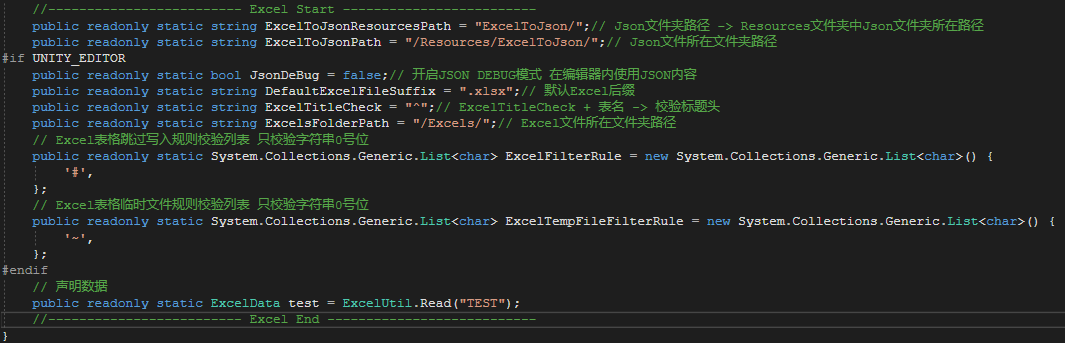 //------------------------- Excel Start -------------------------
public readonly static string ExcelToJsonResourcesPath = "ExcelToJson/";// Json文件夹路径 -> Resources文件夹中Json文件夹所在路径
public readonly static string ExcelToJsonPath = "/Resources/ExcelToJson/";// Json文件所在文件夹路径
#if UNITY_EDITOR
public readonly static bool JsonDeBug = false;// 开启JSON DEBUG模式 在编辑器内使用JSON内容
public readonly static string DefaultExcelFileSuffix = ".xlsx";// 默认Excel后缀
public readonly static string ExcelTitleCheck = "^";// ExcelTitleCheck + 表名 -> 校验标题头
public readonly static string ExcelsFolderPath = "/Excels/";// Excel文件所在文件夹路径
// Excel表格跳过写入规则校验列表 只校验字符串0号位
public readonly static System.Collections.Generic.List<char> ExcelFilterRule = new System.Collections.Generic.List<char>() {
'#',
};
// Excel表格临时文件规则校验列表 只校验字符串0号位
public readonly static System.Collections.Generic.List<char> ExcelTempFileFilterRule = new System.Collections.Generic.List<char>() {
'~',
};
#endif
// 声明数据
public readonly static ExcelData test = ExcelUtil.Read("TEST");
//------------------------- Excel End ---------------------------
}